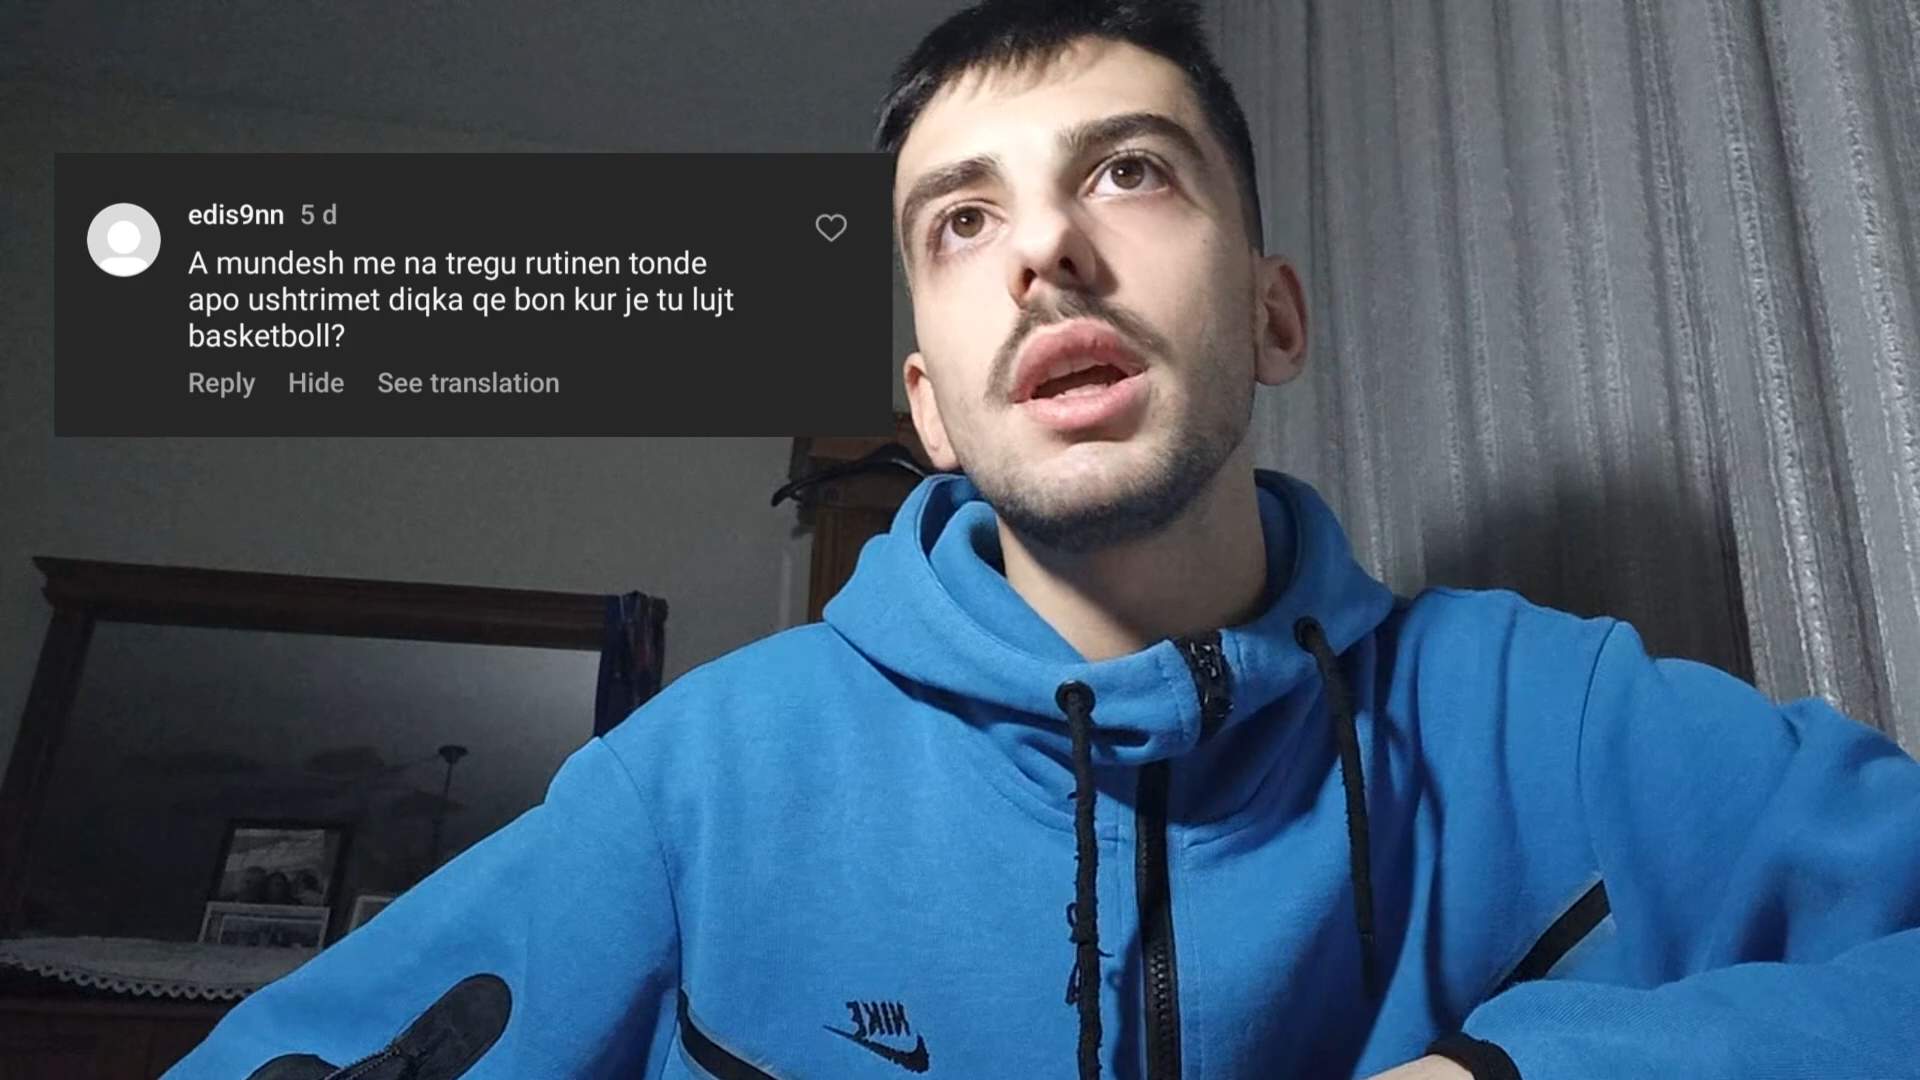 edis9nn 5 d
A mundesh me na tregu rutinen tonde
apo ushtrimet diqka qe bon kur je tu lujt
basketboll?
Reply Hide See translation
NIKE